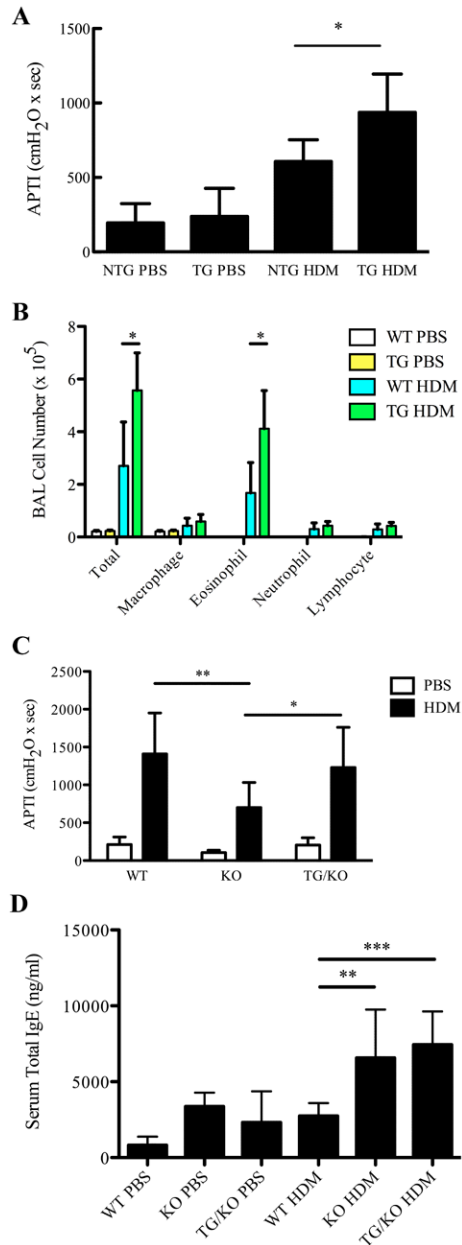 A
APTI (cmH2O x sec)
1500
1000
500
0
*
NTG PBS TG PBS NTG HDM TG HDM
B
BAL Cell Number (x 10^5)
8
6
4
2
0
* *
WT PBS
TG PBS
WT HDM
TG HDM
Total Macrophage Eosinophil Neutrophil Lymphocyte
C
APTI (cmH2O x sec)
2500
2000
1500
1000
500
0
**
*
PBS
HDM
WT KO TG/KO
D
Serum Total IgE (ng/ml)
15000
10000
5000
0
***
**
WT PBS KO PBS TG/KO PBS WT HDM KO HDM TG/KO HDM